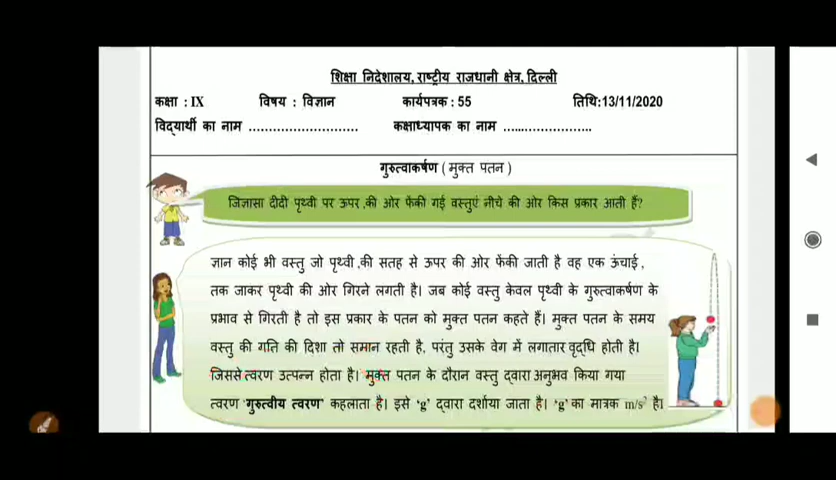 शिक्षा निदेशालय, राष्ट्रीय राजधानी क्षेत्र, दिल्ली
कक्षा : IX विषय : विज्ञान कार्यपत्रक : 55 तिथि:13/11/2020
विद्यार्थी का नाम ........................... कक्षाध्यापक का नाम ......................
गुरुत्वाकर्षण ( मुक्त पतन )
जिज्ञासा दीदी पृथ्वी पर ऊपर ,की ओर फेंकी गई वस्तुएं नीचे की ओर किस प्रकार आती हैं?
ज्ञान कोई भी वस्तु जो पृथ्वी ,की सतह से ऊपर की ओर फेंकी जाती है वह एक ऊंचाई ,
तक जाकर पृथ्वी की ओर गिरने लगती है। जब कोई वस्तु केवल पृथ्वी के गुरुत्वाकर्षण के
प्रभाव से गिरती है तो इस प्रकार के पतन को मुक्त पतन कहते हैं। मुक्त पतन के समय
वस्तु की गति की दिशा तो समान रहती है, परंतु उसके वेग में लगातार वृद्धि होती है।
जिससे त्वरण उत्पन्न होता है। मुक्त पतन के दौरान वस्तु द्वारा अनुभव किया गया
त्वरण 'गुरुत्वीय त्वरण' कहलाता है। इसे 'g' द्वारा दर्शाया जाता है। 'g' का मात्रक m/s² है।